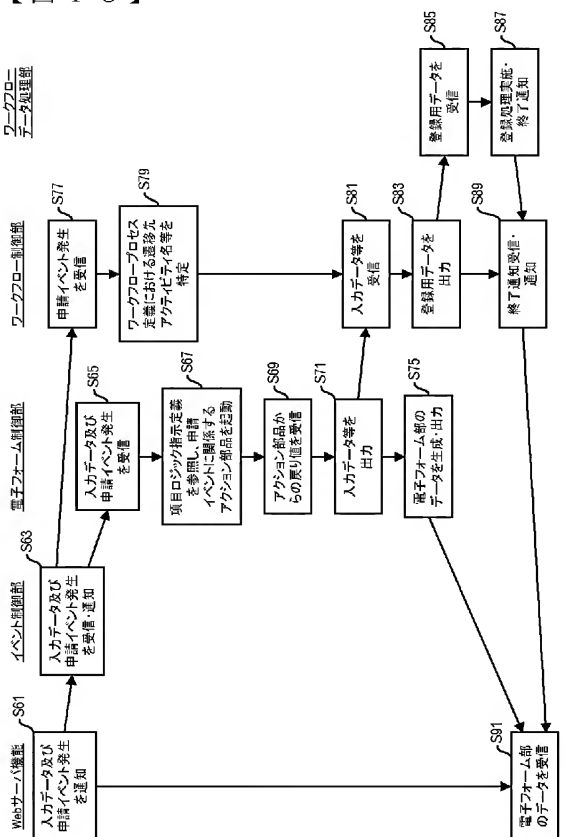 Webサーバ機能
S61
入力データ及び
申請イベント発生
を通知
S91
電子フォーム部
のデータを受信
イベント制御部
S63
入力データ及び
申請イベント発生
を受信・通知
電子フォーム制御部
S65
入力データ及び
申請イベント発生
を受信
S67
項目ロジック指示定義
を参照し、申請
イベントに関係する
アクション部品を起動
S69
アクション部品か
らの戻り値を受信
S71
入力データ等を
出力
S75
電子フォーム部の
データを生成・出力
ワークフロー制御部
S77
申請イベント発生
を受信
S79
ワークフロープロセス
定義における遷移先
アクティビティ名等を
特定
S81
入力データ等を
受信
S83
登録用データを
出力
S89
終了通知受信・
通知
ワークフロー
データ処理部
S85
登録用データを
受信
S87
登録処理実施・
終了通知